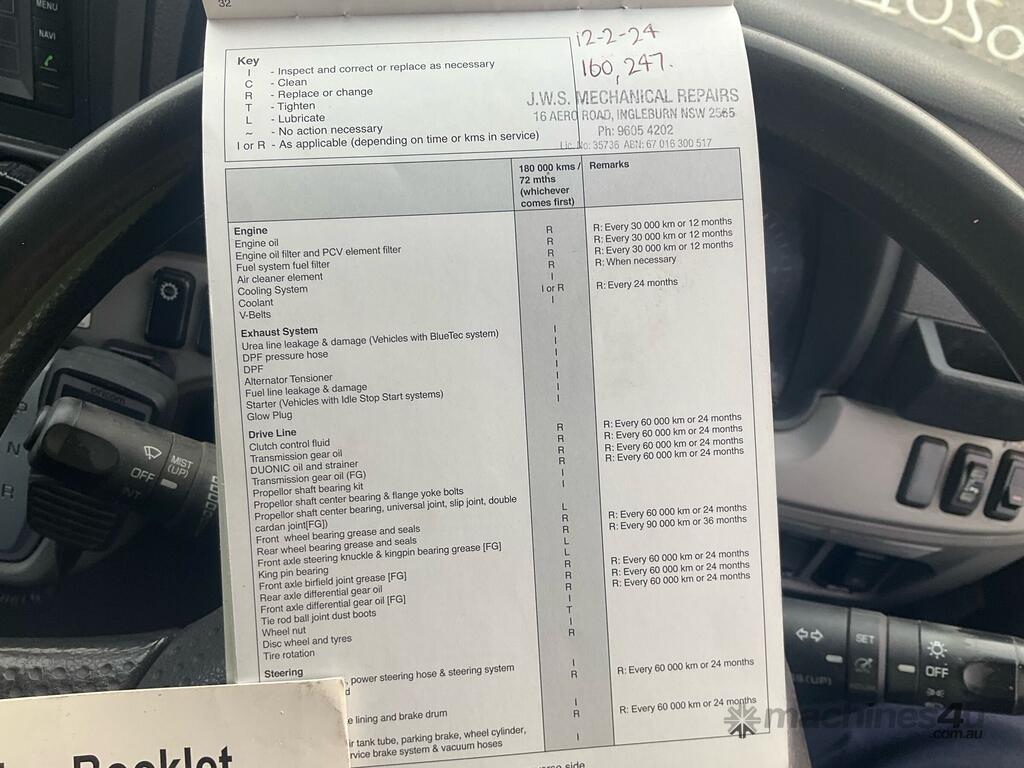 32
MENU
NAVI
Key
I - Inspect and correct or replace as necessary
C - Clean
R - Replace or change
T - Tighten
L - Lubricate
~ - No action necessary
I or R - As applicable (depending on time or kms in service)
12-2-24
160,247.
J.W.S. MECHANICAL REPAIRS
16 AERO ROAD, INGLEBURN NSW 2565
Ph: 9605 4202
Lic. No: 35736 ABN: 67 016 300 517
180 000 kms /
72 mths
(whichever
comes first)
Remarks
Engine
Engine oil R R: Every 30 000 km or 12 months
Engine oil filter and PCV element filter R R: Every 30 000 km or 12 months
Fuel system fuel filter R R: Every 30 000 km or 12 months
Air cleaner element R R: When necessary
Cooling System I
Coolant I or R R: Every 24 months
V-Belts I
Exhaust System
Urea line leakage & damage (Vehicles with BlueTec system) I
DPF pressure hose I
DPF I
Alternator Tensioner I
Fuel line leakage & damage I
Starter (Vehicles with Idle Stop Start systems) I
Glow Plug I
Drive Line
Clutch control fluid R R: Every 60 000 km or 24 months
Transmission gear oil R R: Every 60 000 km or 24 months
DUONIC oil and strainer R R: Every 60 000 km or 24 months
Transmission gear oil (FG) R R: Every 60 000 km or 24 months
Propellor shaft bearing kit I
Propellor shaft center bearing & flange yoke bolts I
Propellor shaft center bearing, universal joint, slip joint, double
cardan joint[FG]) L
Front wheel bearing grease and seals R R: Every 60 000 km or 24 months
Rear wheel bearing grease and seals R R: Every 90 000 km or 36 months
Front axle steering knuckle & kingpin bearing grease [FG] L
King pin bearing L
Front axle birfield joint grease [FG] R R: Every 60 000 km or 24 months
Rear axle differential gear oil R R: Every 60 000 km or 24 months
Front axle differential gear oil [FG] R R: Every 60 000 km or 24 months
Tie rod ball joint dust boots I
Wheel nut T
Disc wheel and tyres I
Tire rotation R
Steering
, power steering hose & steering system I
d R R: Every 60 000 km or 24 months
e lining and brake drum I
R R: Every 60 000 km or 24 months
ir tank tube, parking brake, wheel cylinder,
rvice brake system & vacuum hoses I
erse side
Booklet
N
R
MIST
(UP)
OFF
INT
SET
OFF
machines4u
.com.au